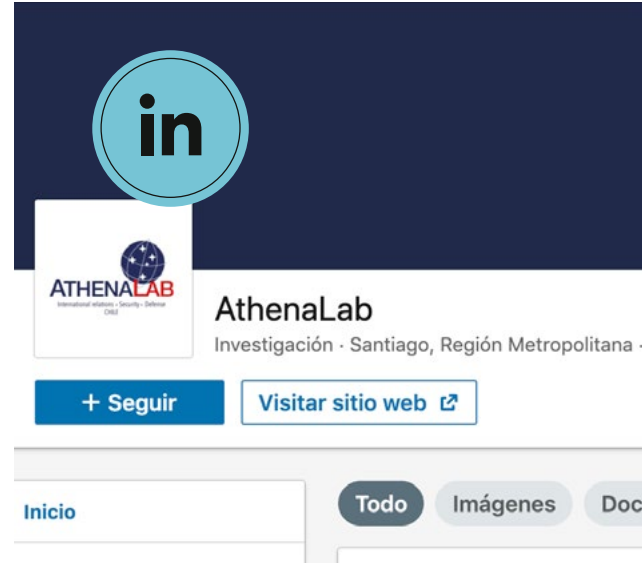 in
ATHENALAB
International relations - Security - Defense
CHILE
AthenaLab
Investigación · Santiago, Región Metropolitana ·
+ Seguir
Visitar sitio web
Inicio
Todo
Imágenes
Doc